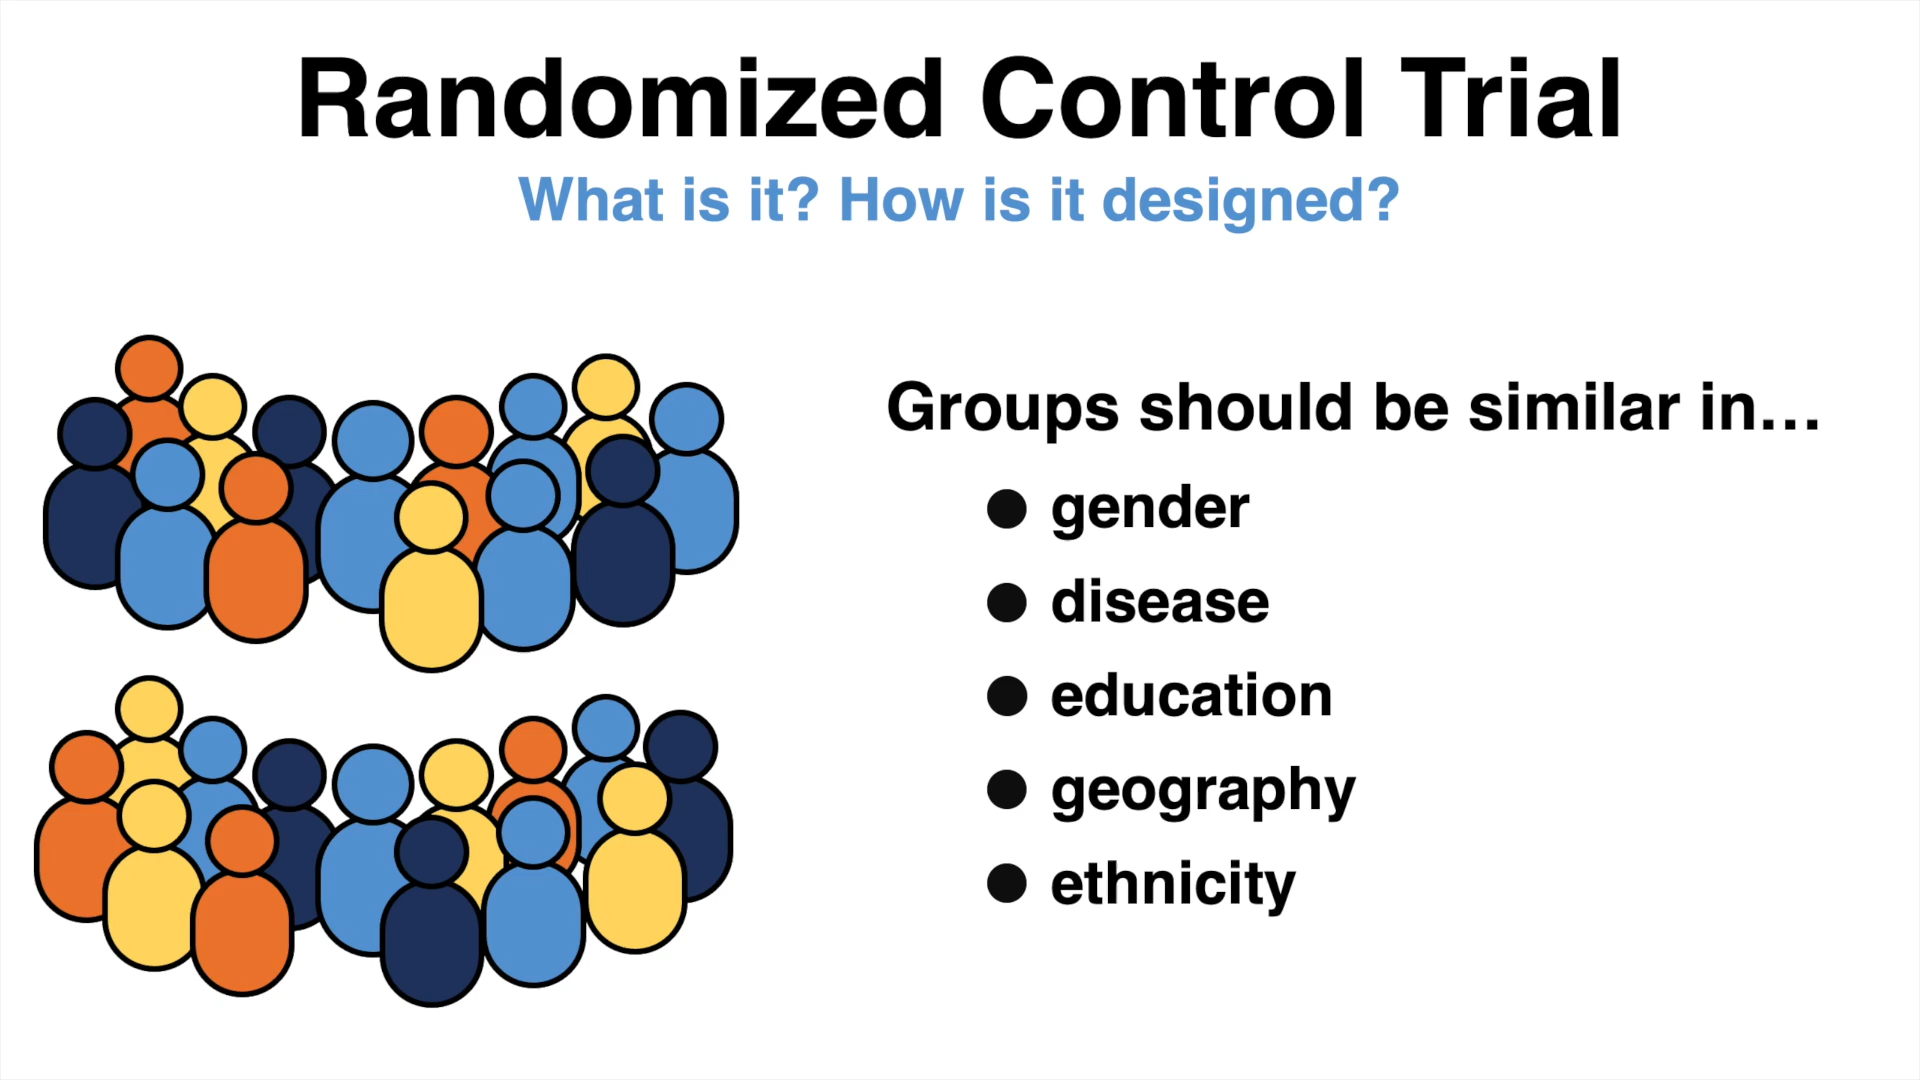 Randomized Control Trial
What is it? How is it designed?
Groups should be similar in...
● gender
● disease
● education
● geography
● ethnicity